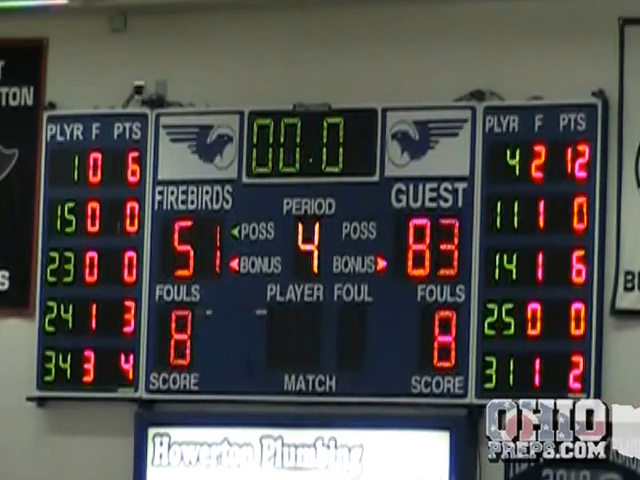 T
TON
S
PLYR F PTS
1 0 6
15 0 0
23 0 0
24 1 3
34 3 4
00.0
FIREBIRDS PERIOD GUEST
51 POSS 4 POSS 83
BONUS BONUS
FOULS PLAYER FOUL FOULS
8 8
SCORE MATCH SCORE
PLYR F PTS
4 2 12
11 1 0
14 1 6
25 0 0
31 1 2
Howerton Plumbing
OHIO
PREPS.COM